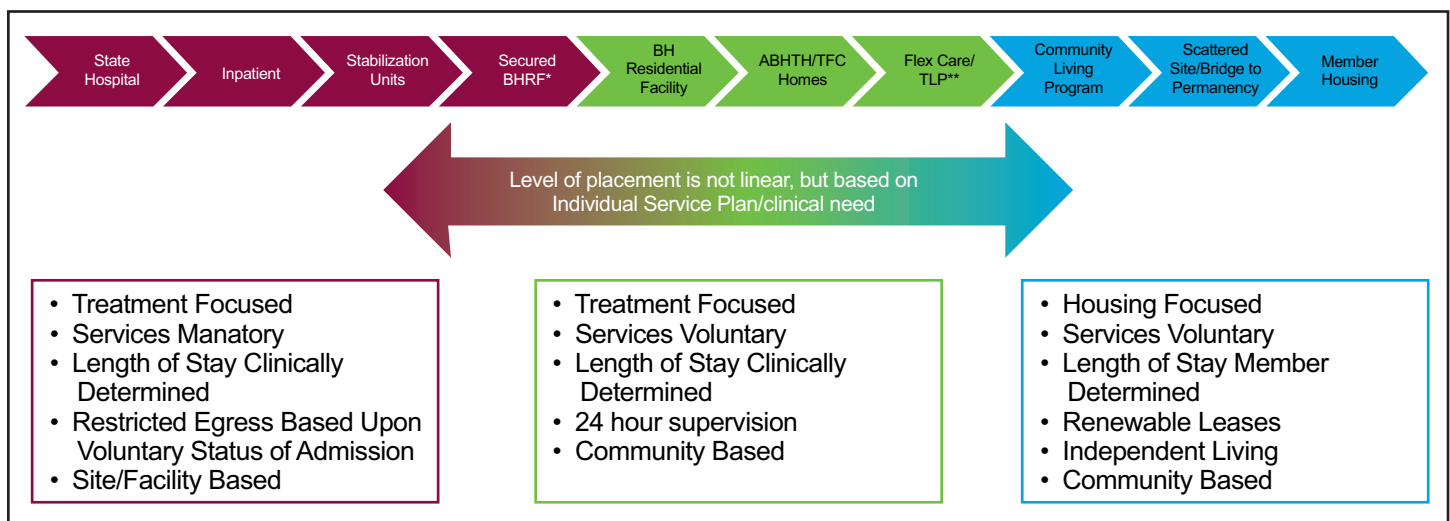 State
Hospital
Inpatient
Stabilization
Units
Secured
BHRF*
BH
Residential
Facility
ABHTH/TFC
Homes
Flex Care/
TLP**
Community
Living
Program
Scattered
Site/Bridge to
Permanency
Member
Housing
Level of placement is not linear, but based on
Individual Service Plan/clinical need
• Treatment Focused
• Services Manatory
• Length of Stay Clinically
Determined
• Restricted Egress Based Upon
Voluntary Status of Admission
• Site/Facility Based
• Treatment Focused
• Services Voluntary
• Length of Stay Clinically
Determined
• 24 hour supervision
• Community Based
• Housing Focused
• Services Voluntary
• Length of Stay Member
Determined
• Renewable Leases
• Independent Living
• Community Based